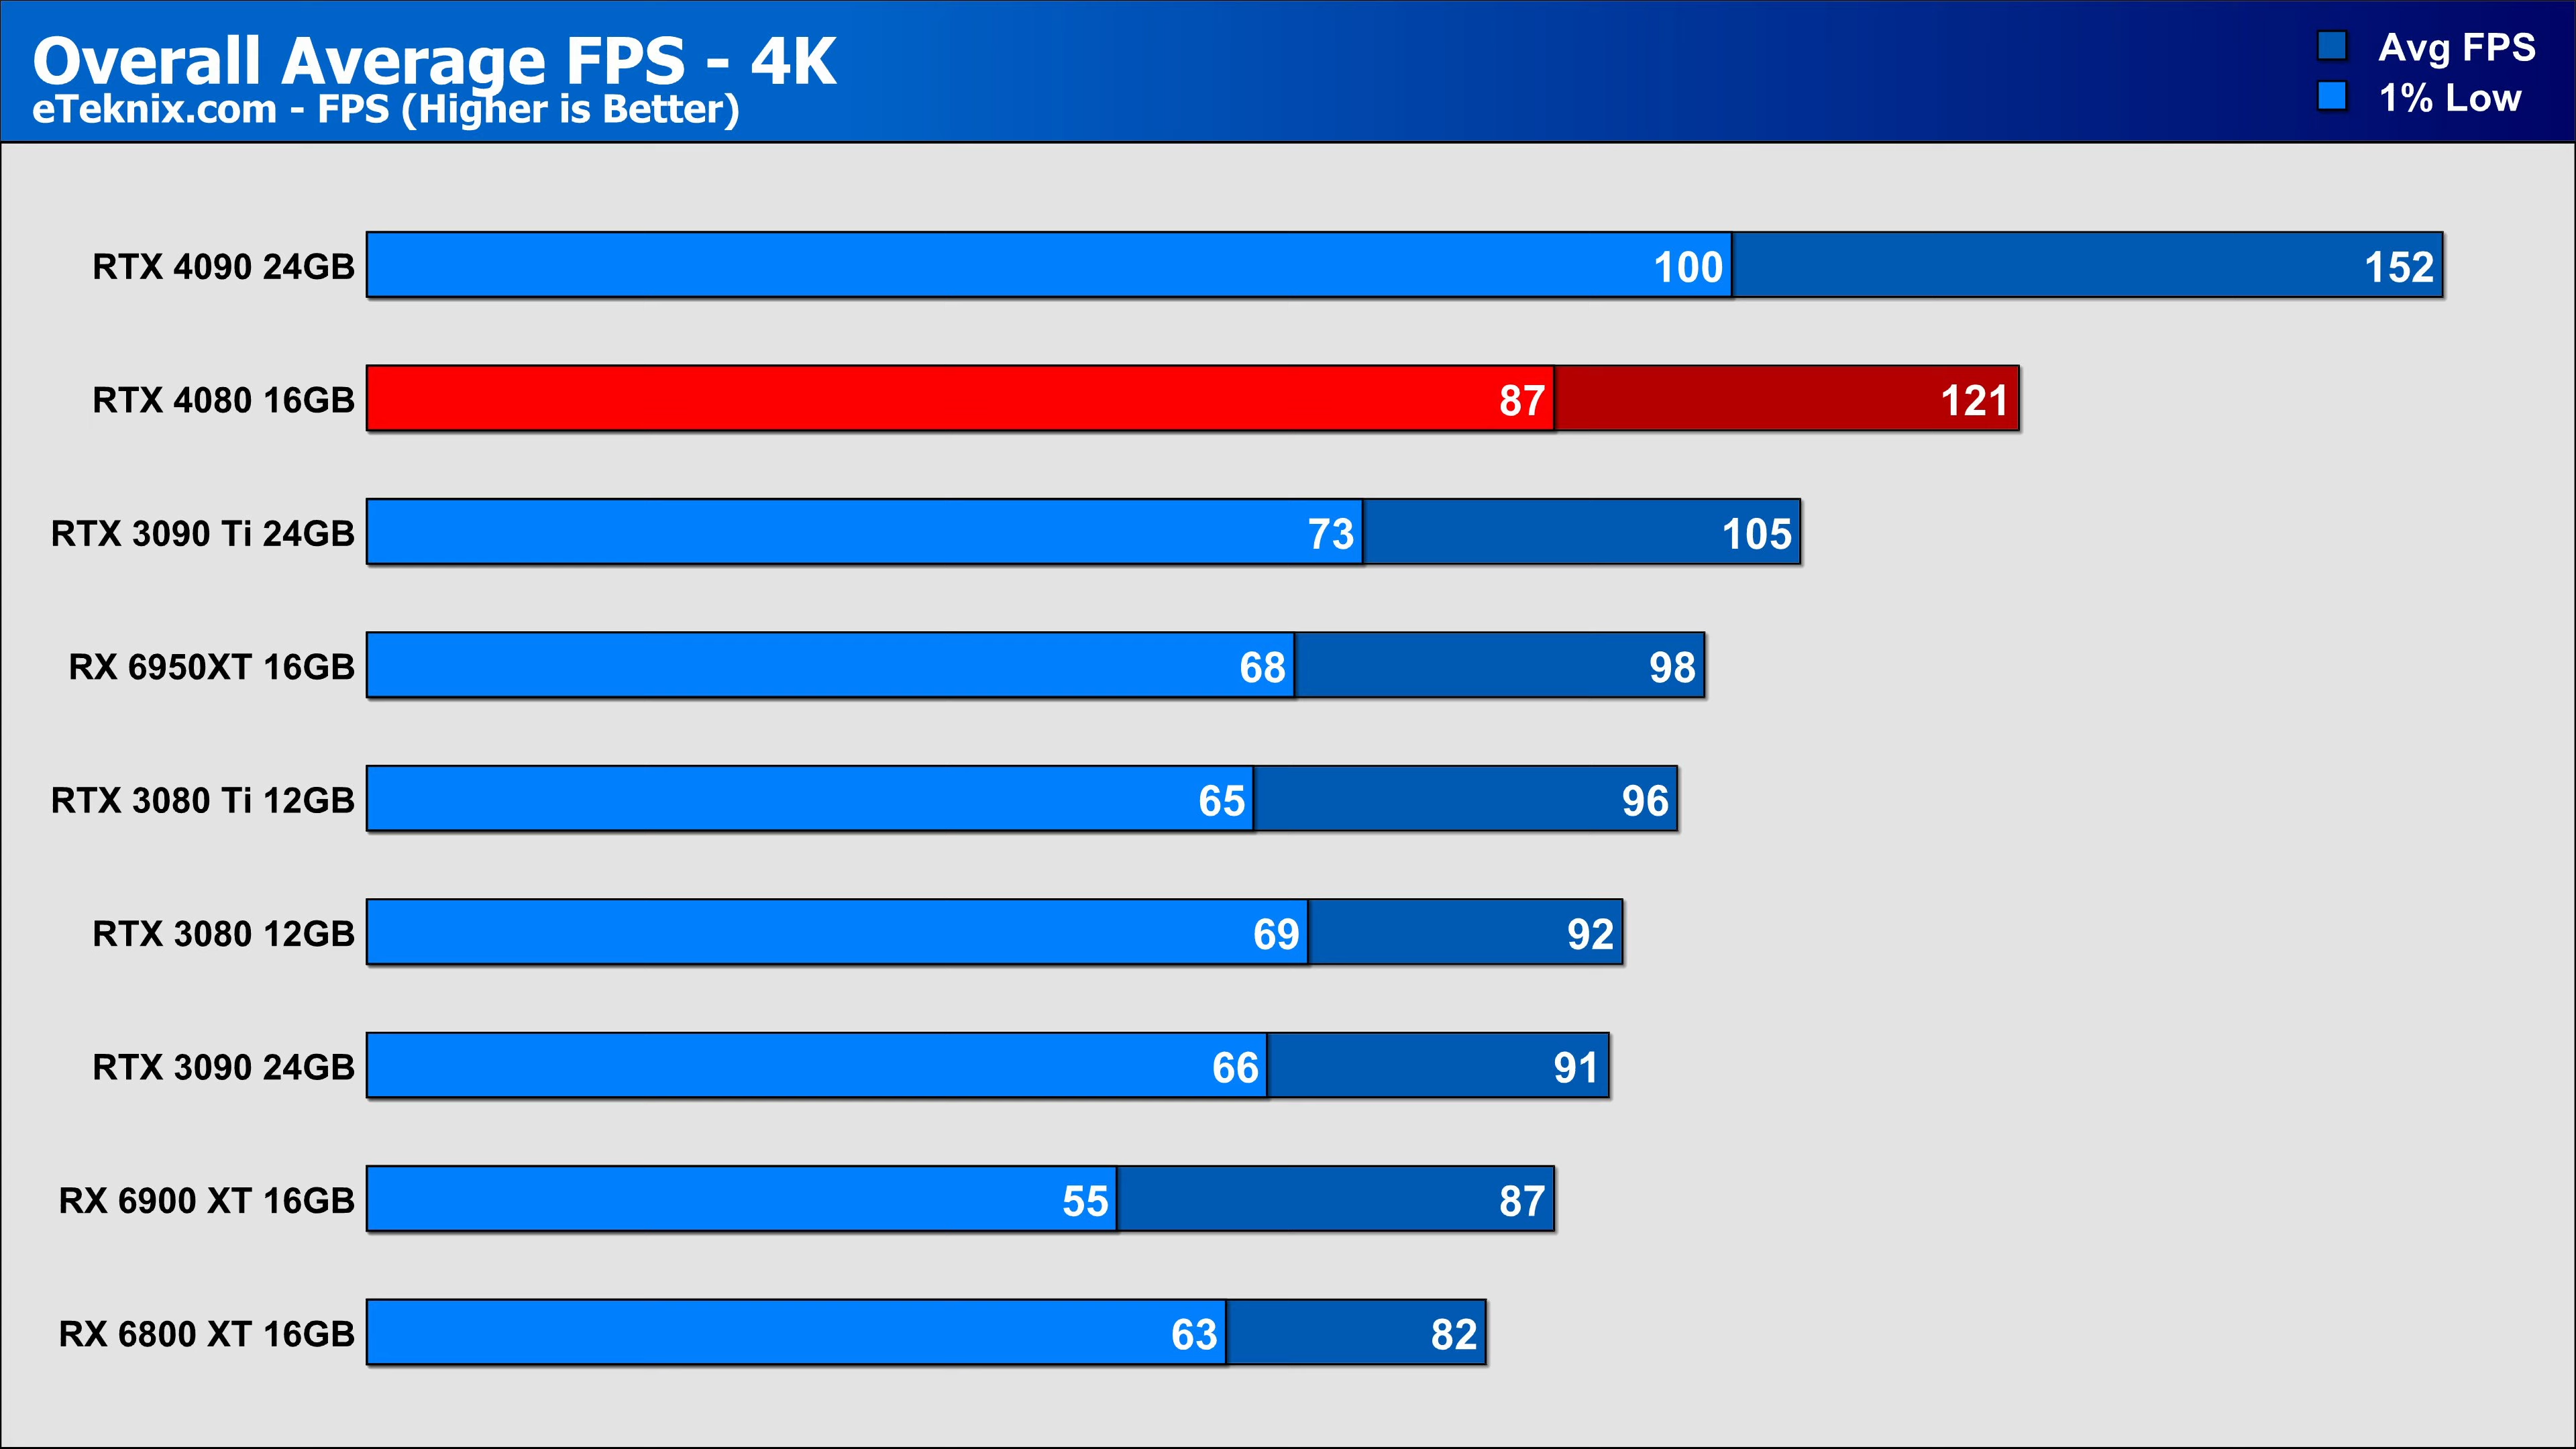 Overall Average FPS - 4K
eTeknix.com - FPS (Higher is Better)
Avg FPS
1% Low
RTX 4090 24GB 100 152
RTX 4080 16GB 87 121
RTX 3090 Ti 24GB 73 105
RX 6950XT 16GB 68 98
RTX 3080 Ti 12GB 65 96
RTX 3080 12GB 69 92
RTX 3090 24GB 66 91
RX 6900 XT 16GB 55 87
RX 6800 XT 16GB 63 82